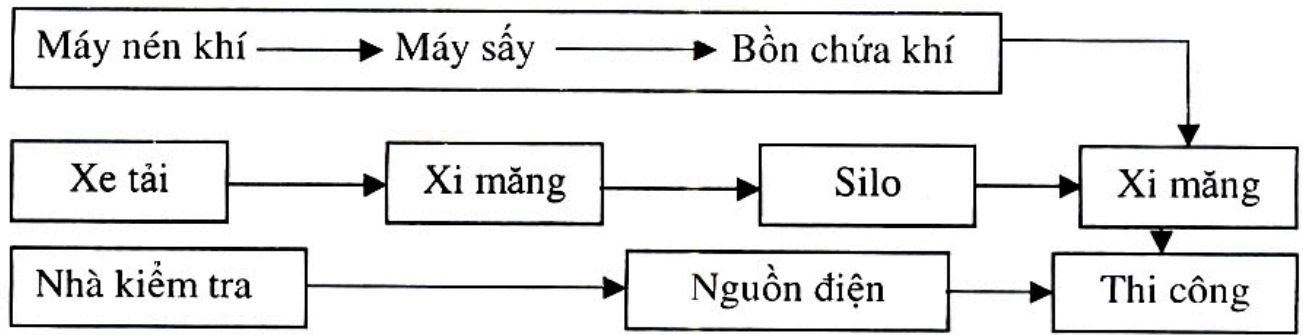 Máy nén khí Máy sấy Bồn chứa khí
Xe tải Xi măng Silo Xi măng
Nhà kiểm tra Nguồn điện Thi công